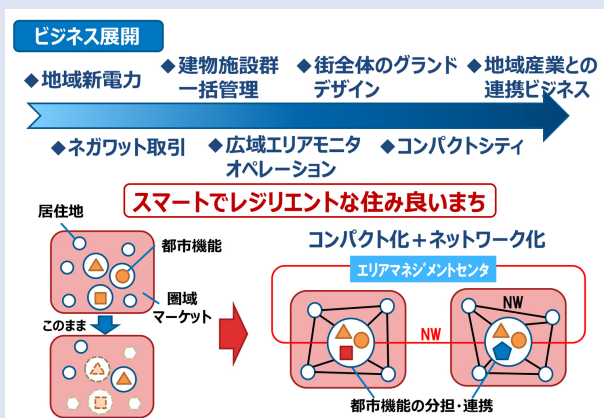 ビジネス展開
◆地域新電力
◆建物施設群
一括管理
◆街全体のグランド
デザイン
◆地域産業との
連携ビジネス
◆ネガワット取引
◆広域エリアモニタ
オペレーション
◆コンパクトシティ
スマートでレジリエントな住み良いまち
居住地
都市機能
圏域
マーケット
このまま
コンパクト化＋ネットワーク化
エリアマネジメントセンタ
NW
NW
都市機能の分担・連携